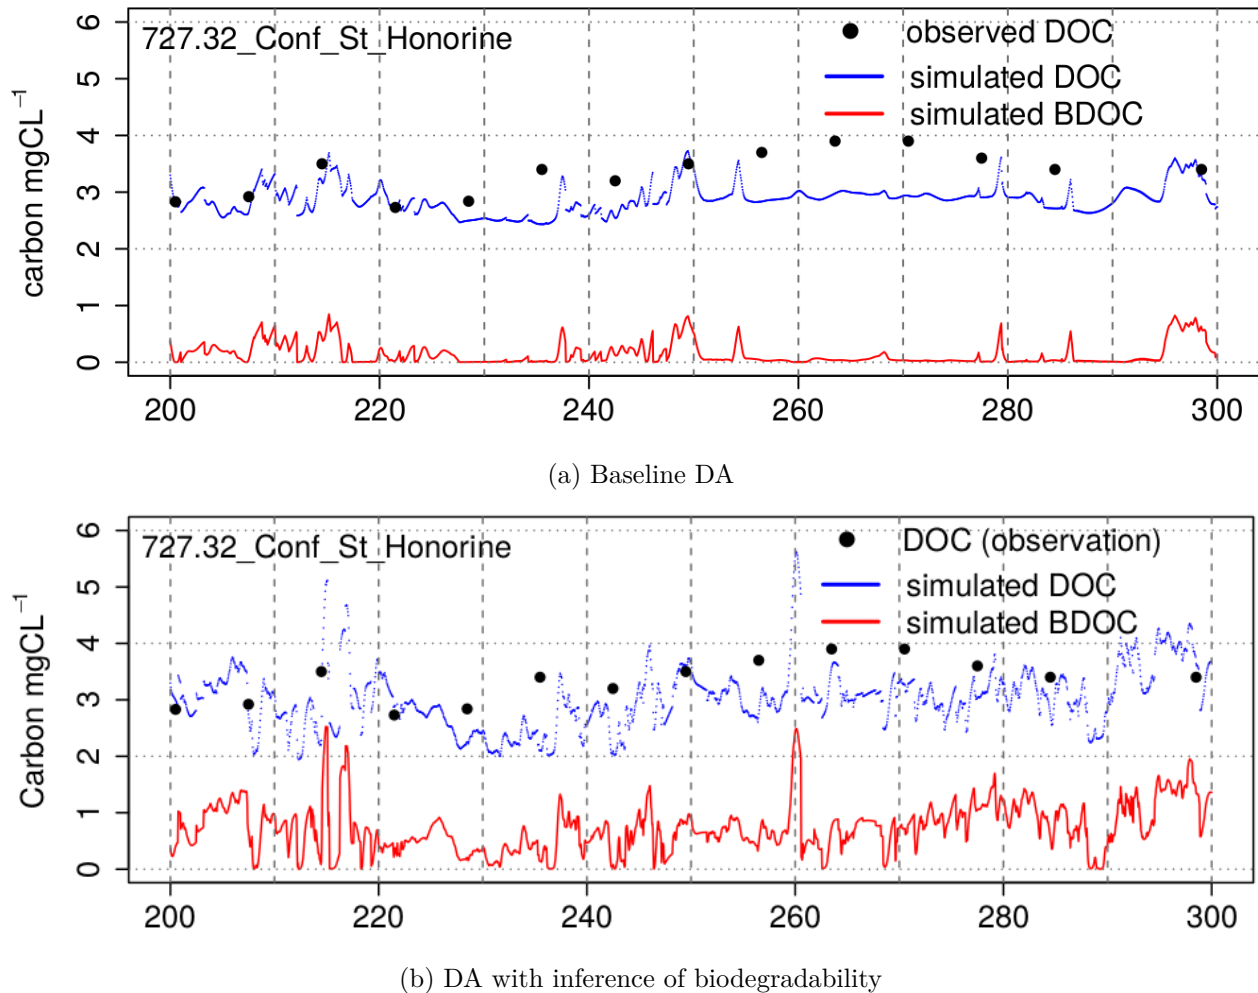 727.32_Conf_St_Honorine
observed DOC
simulated DOC
simulated BDOC
carbon mgCL⁻¹
6
5
4
3
2
1
0
200 220 240 260 280 300
(a) Baseline DA
727.32_Conf_St_Honorine
DOC (observation)
simulated DOC
simulated BDOC
Carbon mgCL⁻¹
6
5
4
3
2
1
0
200 220 240 260 280 300
(b) DA with inference of biodegradability